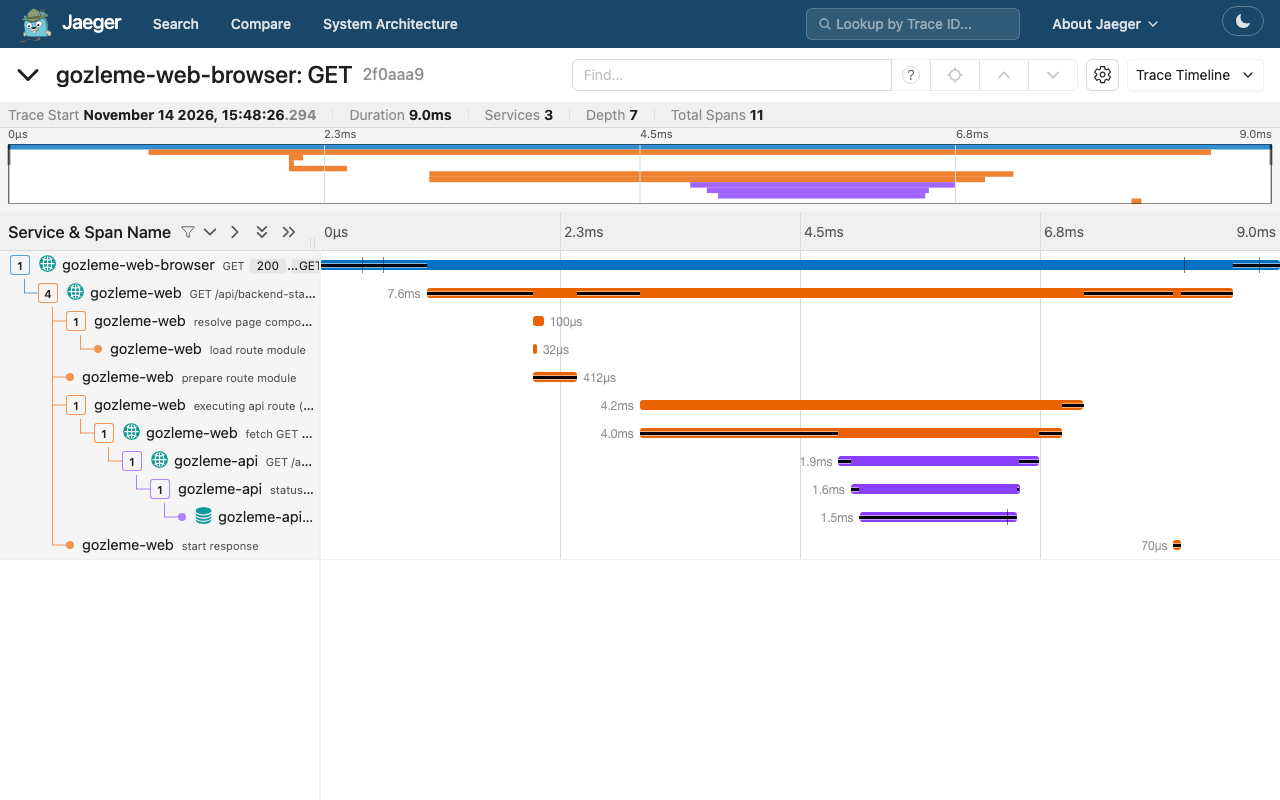 Jaeger Search Compare System Architecture Lookup by Trace ID... About Jaeger
gozleme-web-browser: GET 2f0aaa9 Find... ? Trace Timeline
Trace Start November 14 2026, 15:48:26.294 Duration 9.0ms Services 3 Depth 7 Total Spans 11
0μs 2.3ms 4.5ms 6.8ms 9.0ms
Service & Span Name 0μs 2.3ms 4.5ms 6.8ms 9.0ms
1 gozleme-web-browser GET 200 ...GET
4 gozleme-web GET /api/backend-sta... 7.6ms
1 gozleme-web resolve page compo... 100μs
gozleme-web load route module 32μs
gozleme-web prepare route module 412μs
1 gozleme-web executing api route (... 4.2ms
1 gozleme-web fetch GET ... 4.0ms
1 gozleme-api GET /a... 1.9ms
1 gozleme-api status... 1.6ms
gozleme-api... 1.5ms
gozleme-web start response 70μs